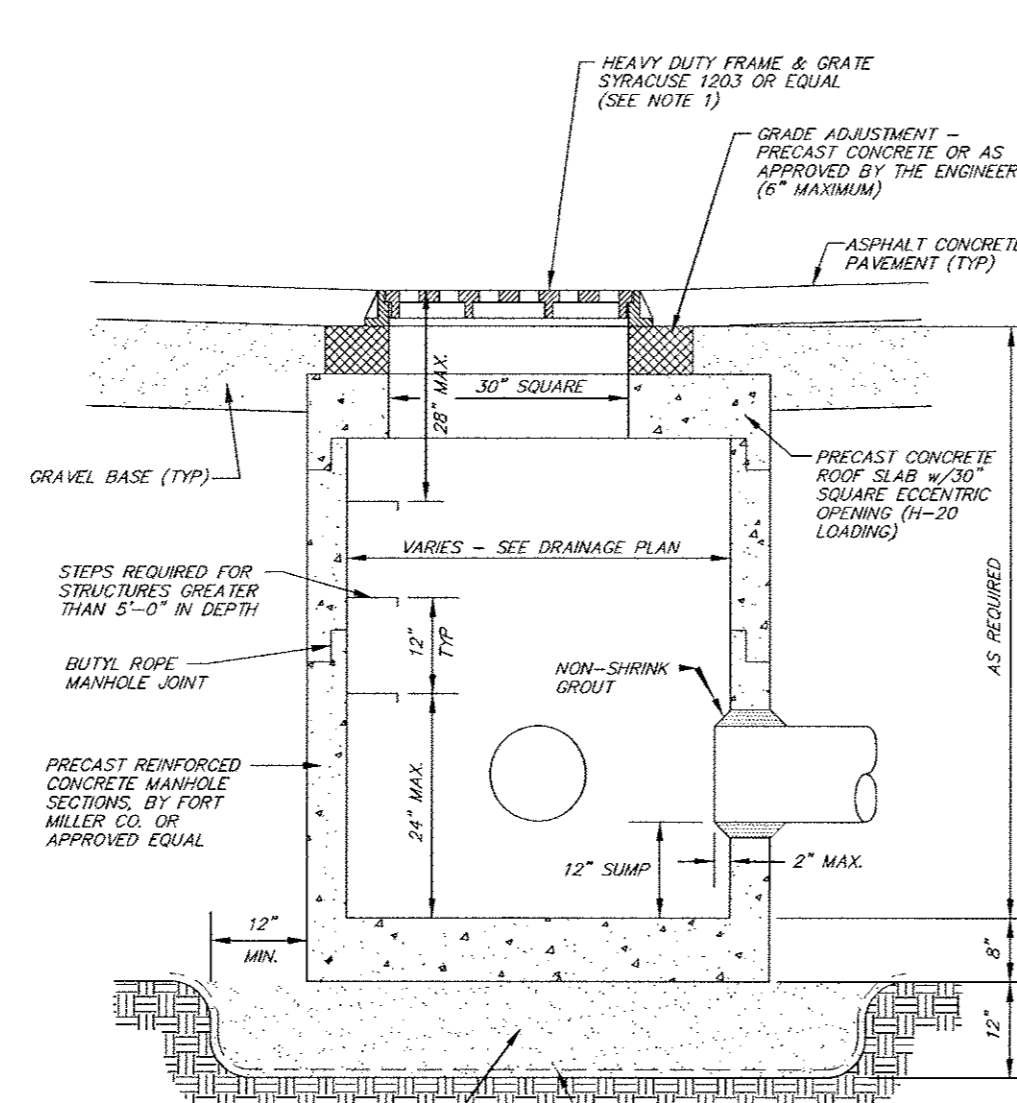 HEAVY DUTY FRAME & GRATE
SYRACUSE 1203 OR EQUAL
(SEE NOTE 1)
GRADE ADJUSTMENT –
PRECAST CONCRETE OR AS
APPROVED BY THE ENGINEER
(6" MAXIMUM)
ASPHALT CONCRETE
PAVEMENT (TYP)
28" MAX.
30" SQUARE
GRAVEL BASE (TYP)
PRECAST CONCRETE
ROOF SLAB w/30"
SQUARE ECCENTRIC
OPENING (H-20
LOADING)
VARIES – SEE DRAINAGE PLAN
STEPS REQUIRED FOR
STRUCTURES GREATER
THAN 5'-0" IN DEPTH
12"
TYP
AS REQUIRED
BUTYL ROPE
MANHOLE JOINT
NON-SHRINK
GROUT
PRECAST REINFORCED
CONCRETE MANHOLE
SECTIONS, BY FORT
MILLER CO. OR
APPROVED EQUAL
24" MAX.
12" SUMP
2" MAX.
12"
MIN.
8"
12"